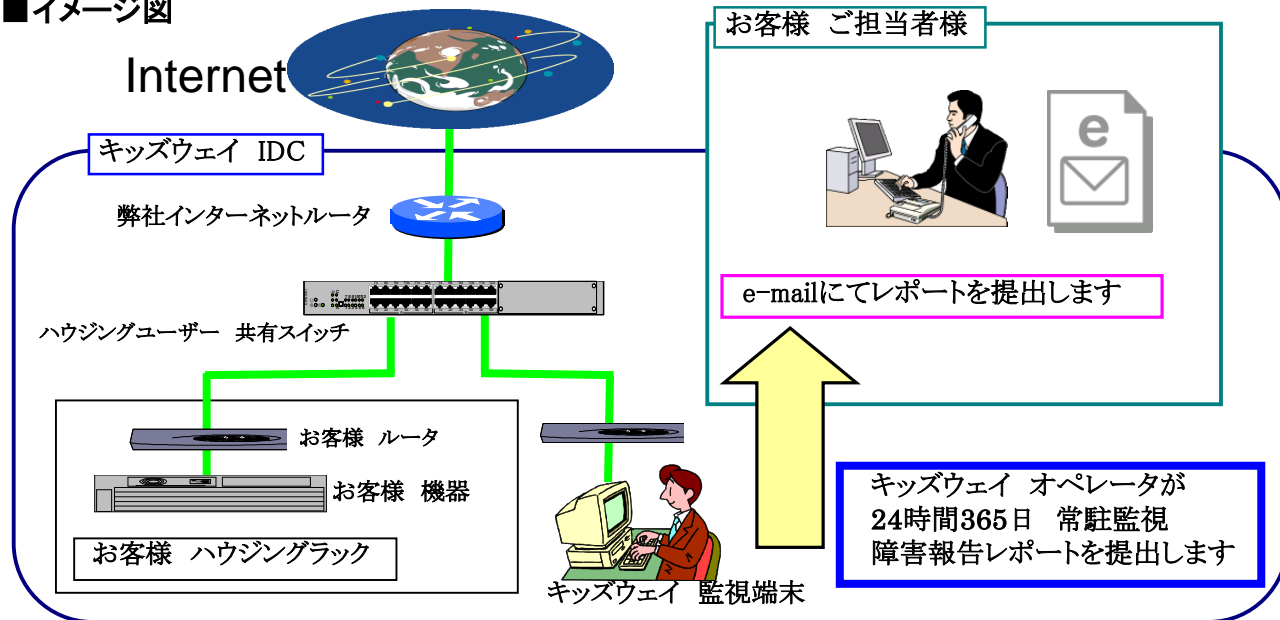 ■イメージ図
Internet
お客様 ご担当者様
e
キッズウェイ IDC
弊社インターネットルータ
ハウジングユーザー 共有スイッチ
e-mailにてレポートを提出します
お客様 ルータ
お客様 機器
お客様 ハウジングラック
キッズウェイ 監視端末
キッズウェイ オペレータが
24時間365日 常駐監視
障害報告レポートを提出します